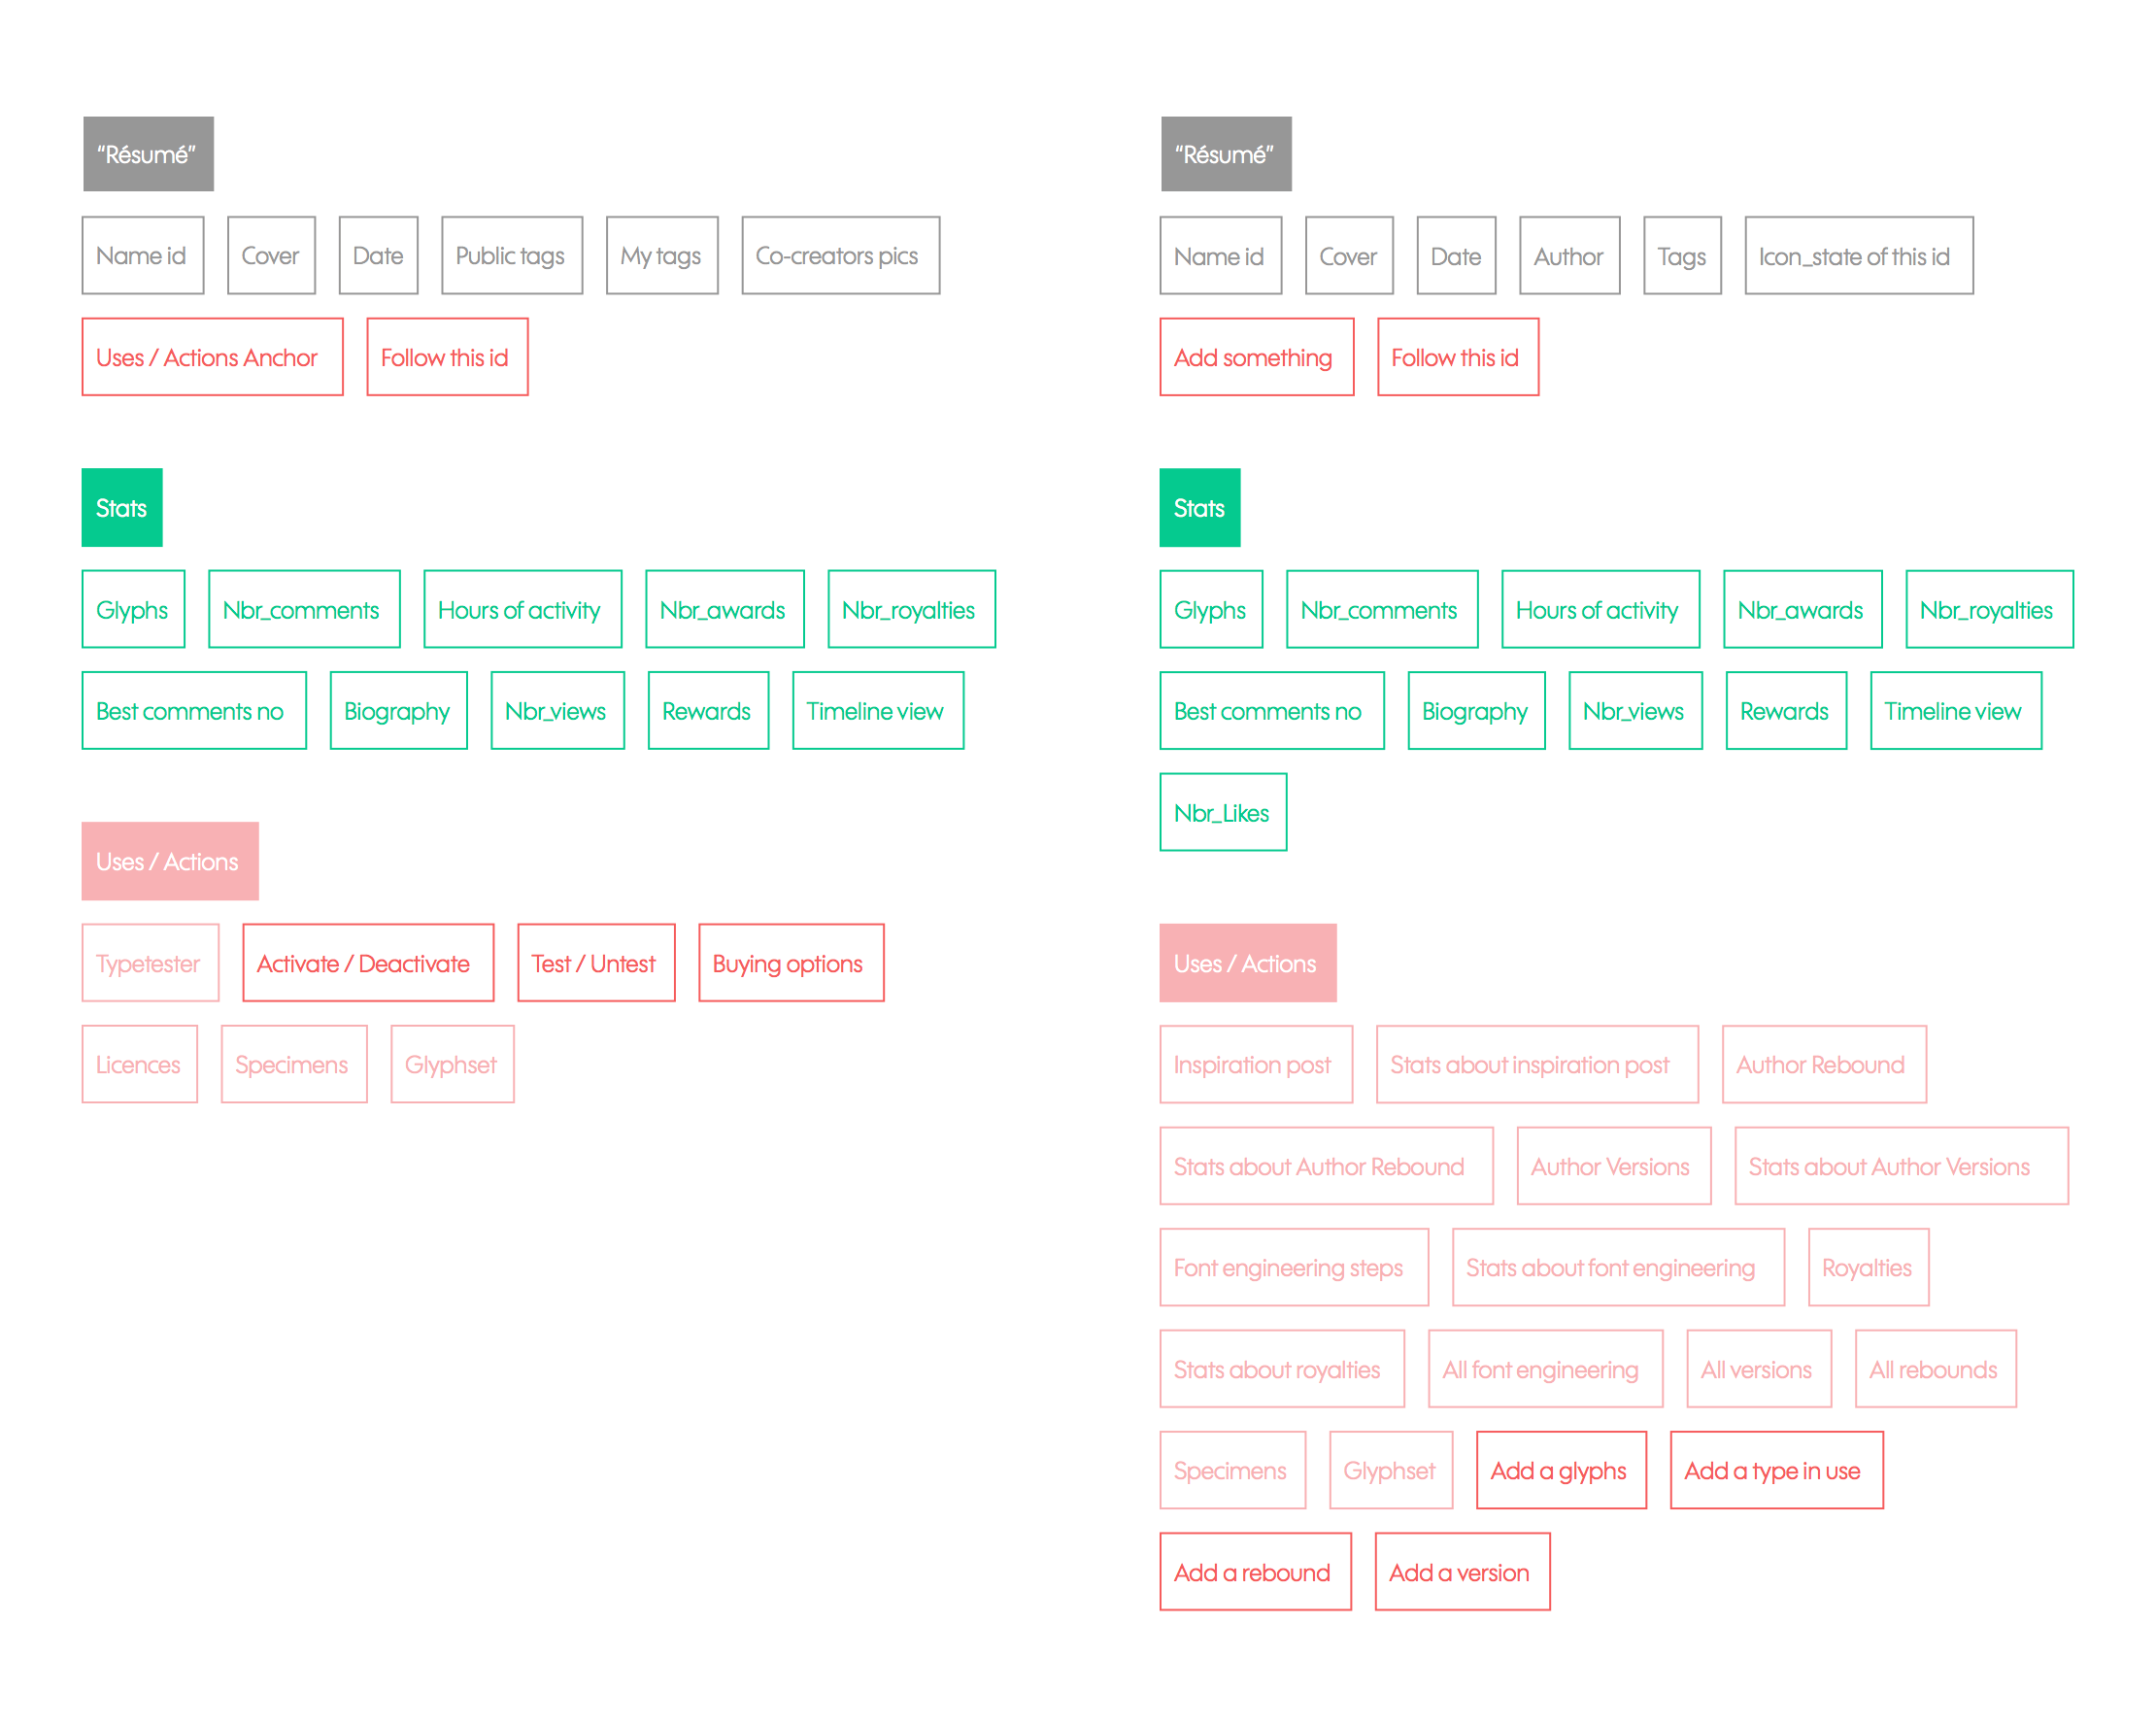 “Résumé”
Name id Cover Date Public tags My tags Co-creators pics
Uses / Actions Anchor Follow this id
Stats
Glyphs Nbr_comments Hours of activity Nbr_awards Nbr_royalties
Best comments no Biography Nbr_views Rewards Timeline view
Uses / Actions
Typetester Activate / Deactivate Test / Untest Buying options
Licences Specimens Glyphset
“Résumé”
Name id Cover Date Author Tags Icon_state of this id
Add something Follow this id
Stats
Glyphs Nbr_comments Hours of activity Nbr_awards Nbr_royalties
Best comments no Biography Nbr_views Rewards Timeline view
Nbr_Likes
Uses / Actions
Inspiration post Stats about inspiration post Author Rebound
Stats about Author Rebound Author Versions Stats about Author Versions
Font engineering steps Stats about font engineering Royalties
Stats about royalties All font engineering All versions All rebounds
Specimens Glyphset Add a glyphs Add a type in use
Add a rebound Add a version